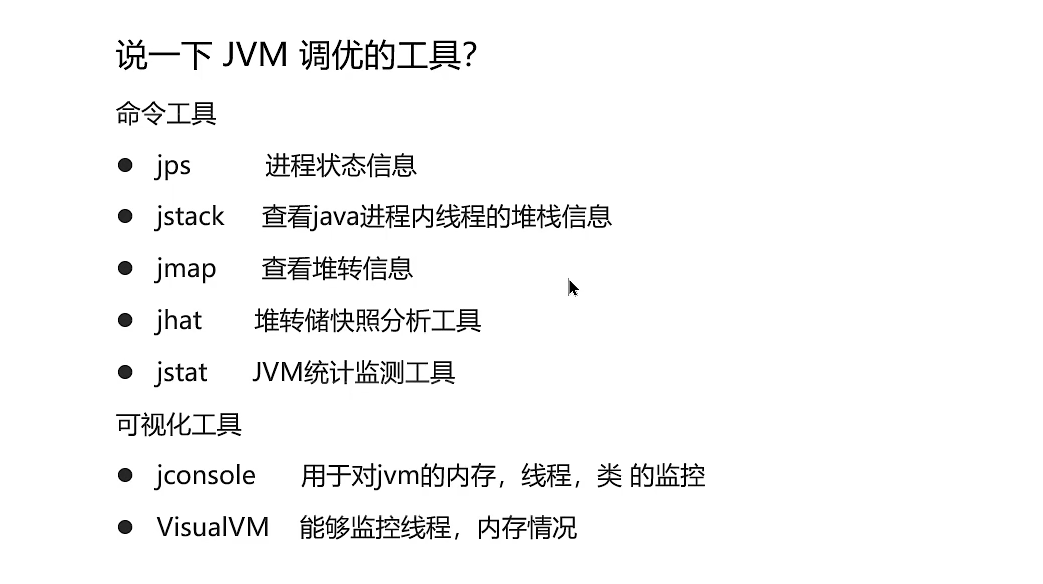 说一下 JVM 调优的工具?
命令工具
● jps 进程状态信息
● jstack 查看java进程内线程的堆栈信息
● jmap 查看堆转信息
● jhat 堆转储快照分析工具
● jstat JVM统计监测工具
可视化工具
● jconsole 用于对jvm的内存，线程，类 的监控
● VisualVM 能够监控线程，内存情况